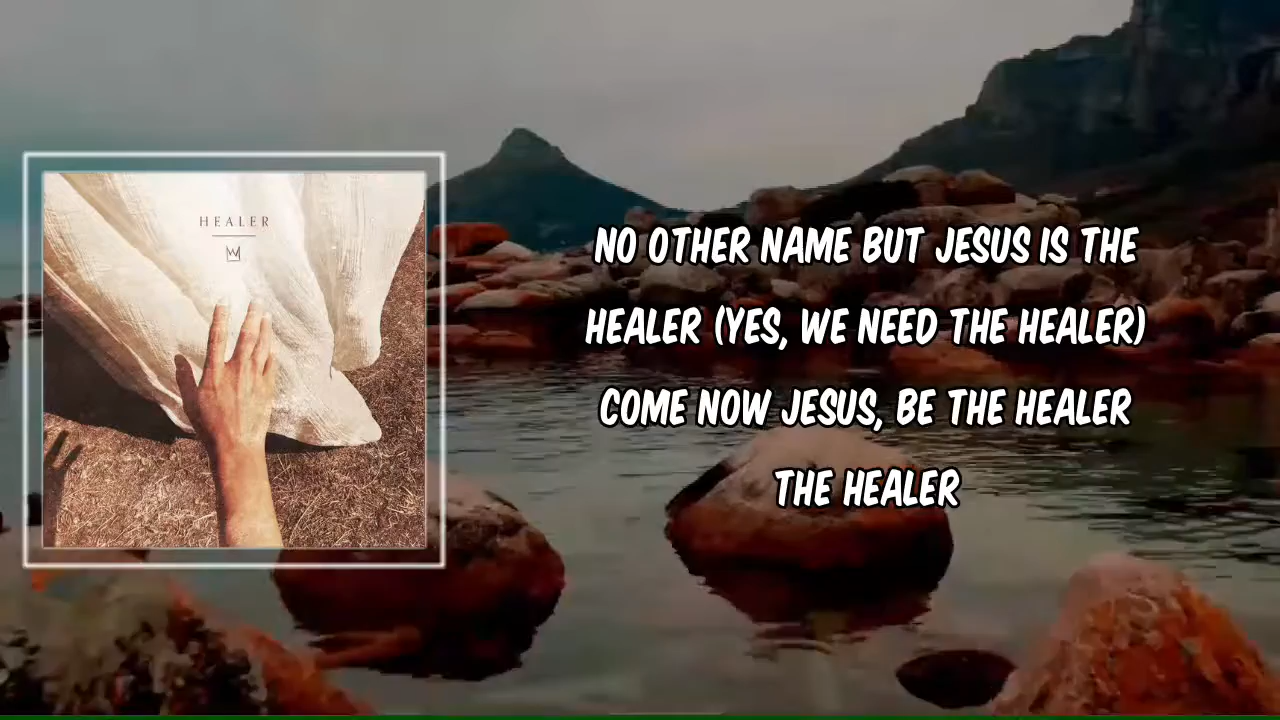 HEALER
NO OTHER NAME BUT JESUS IS THE
HEALER (YES, WE NEED THE HEALER)
COME NOW JESUS, BE THE HEALER
THE HEALER